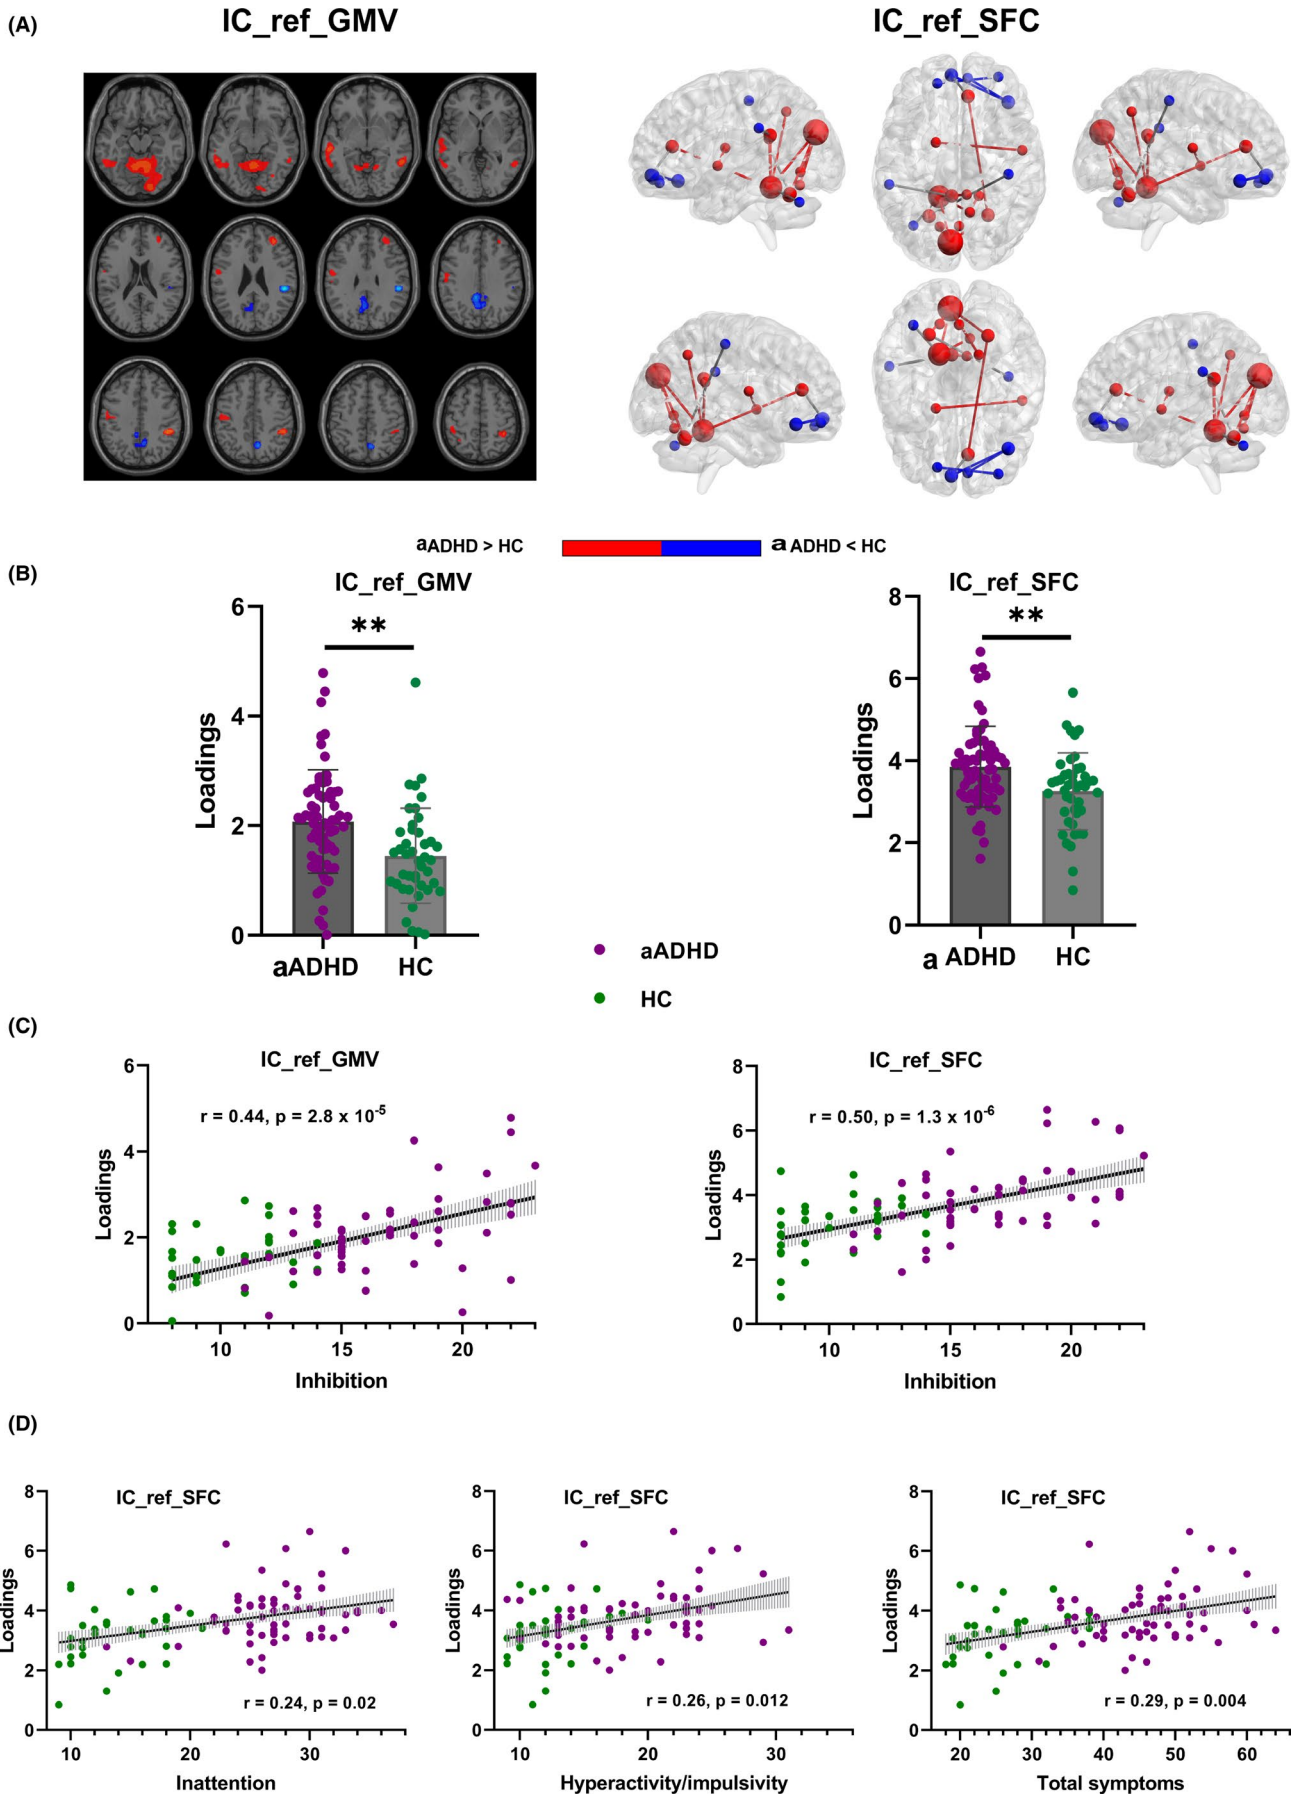 (A)
IC_ref_GMV
IC_ref_SFC
aADHD > HC
a ADHD < HC
(B)
IC_ref_GMV
**
Loadings
6
4
2
0
aADHD
HC
IC_ref_SFC
**
Loadings
8
6
4
2
0
a ADHD
HC
aADHD
HC
(C)
IC_ref_GMV
r = 0.44, p = 2.8 x 10-5
Loadings
6
4
2
0
10 15 20
Inhibition
IC_ref_SFC
r = 0.50, p = 1.3 x 10-6
Loadings
8
6
4
2
0
10 15 20
Inhibition
(D)
IC_ref_SFC
Loadings
8
6
4
2
0
r = 0.24, p = 0.02
10 20 30
Inattention
IC_ref_SFC
Loadings
8
6
4
2
0
r = 0.26, p = 0.012
10 20 30
Hyperactivity/impulsivity
IC_ref_SFC
Loadings
8
6
4
2
0
r = 0.29, p = 0.004
20 30 40 50 60
Total symptoms